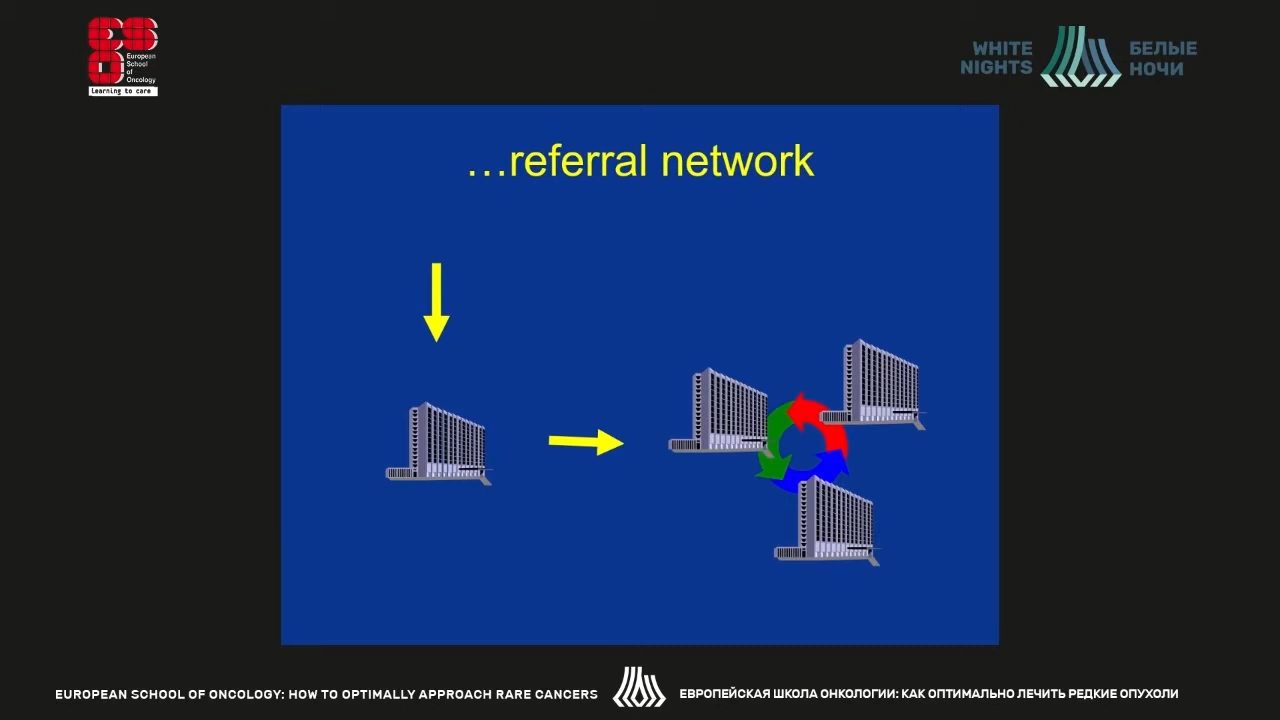 European
School
of
Oncology
Learning to care
WHITE
NIGHTS
БЕЛЫЕ
НОЧИ
...referral network
EUROPEAN SCHOOL OF ONCOLOGY: HOW TO OPTIMALLY APPROACH RARE CANCERS
ЕВРОПЕЙСКАЯ ШКОЛА ОНКОЛОГИИ: КАК ОПТИМАЛЬНО ЛЕЧИТЬ РЕДКИЕ ОПУХОЛИ